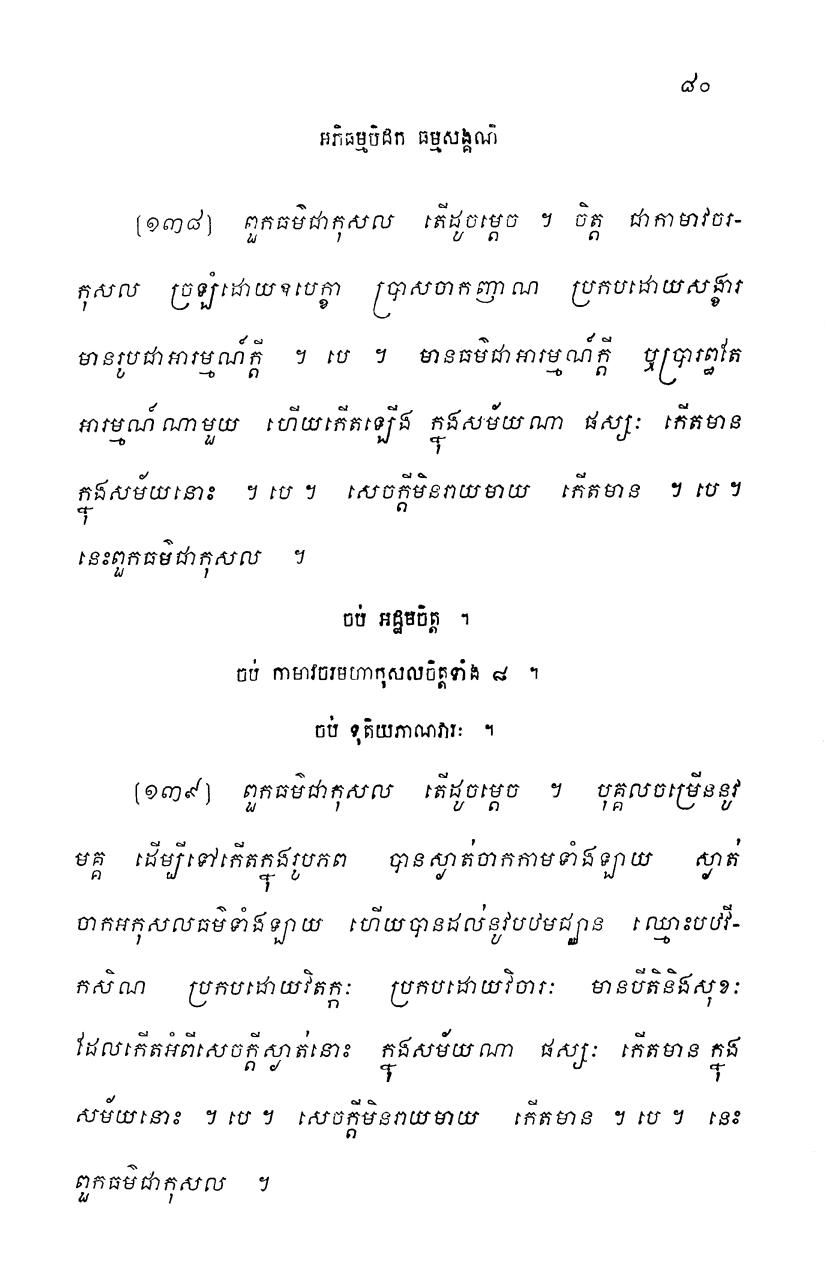 ៨០
អភិធម្មបិដក ធម្មសង្គណី
(១៣៨) ពួកធម៌ជាកុសល តើដូចម្តេច ។ ចិត្ត ជាកាមាវចរ-
កុសល ច្រឡំដោយឧបេក្ខា ប្រាសចាកញាណ ប្រកបដោយសង្ខារ
មានរូបជាអារម្មណ៍ក្តី ។ បេ ។ មានធម៌ជាអារម្មណ៍ក្តី ឬប្រារព្ធតែ
អារម្មណ៍ណាមួយ ហើយកើតឡើង ក្នុងសម័យណា ផស្សៈ កើតមាន
ក្នុងសម័យនោះ ។ បេ ។ សេចក្តីមិនរាយមាយ កើតមាន ។ បេ ។
នេះពួកធម៌ជាកុសល ។
ចប់ អដ្ឋមចិត្ត ។
ចប់ កាមាវចរមហាកុសលចិត្តទាំង ៨ ។
ចប់ ទុតិយភាណវារៈ ។
(១៣៩) ពួកធម៌ជាកុសល តើដូចម្តេច ។ បុគ្គលចម្រើននូវ
មគ្គ ដើម្បីទៅកើតក្នុងរូបភព បានស្ងាត់ចាកកាមទាំងឡាយ ស្ងាត់
ចាកអកុសលធម៌ទាំងឡាយ ហើយបានដល់នូវបឋមជ្ឈាន ឈ្មោះបឋវី-
កសិណ ប្រកបដោយវិតក្កៈ ប្រកបដោយវិចារៈ មានបីតិនិងសុខៈ
ដែលកើតអំពីសេចក្តីស្ងាត់នោះ ក្នុងសម័យណា ផស្សៈ កើតមាន ក្នុង
សម័យនោះ ។ បេ ។ សេចក្តីមិនរាយមាយ កើតមាន ។ បេ ។ នេះ
ពួកធម៌ជាកុសល ។